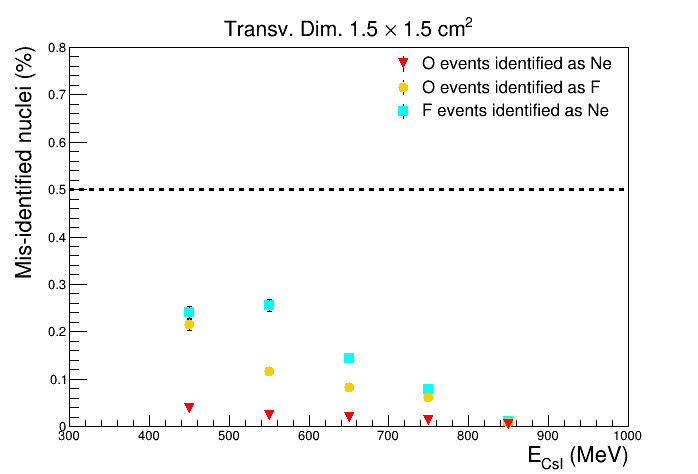 Transv. Dim. 1.5 × 1.5 cm²
Mis-identified nuclei (%)
0.8
0.7
0.6
0.5
0.4
0.3
0.2
0.1
0
O events identified as Ne
O events identified as F
F events identified as Ne
300 400 500 600 700 800 900 1000
E_CsI (MeV)